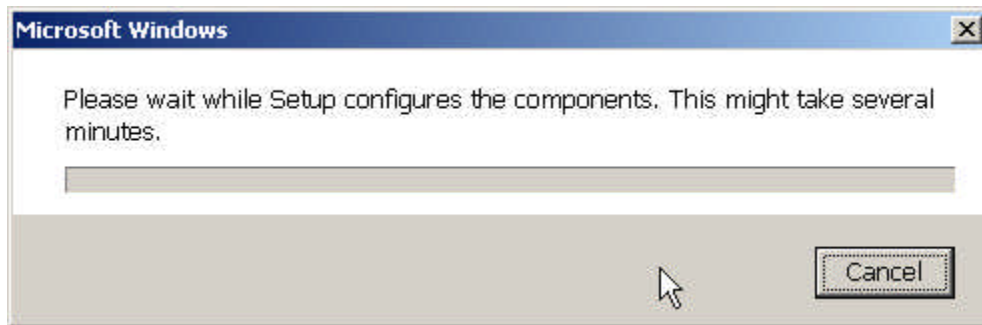 Microsoft Windows
Please wait while Setup configures the components. This might take several
minutes.
Cancel